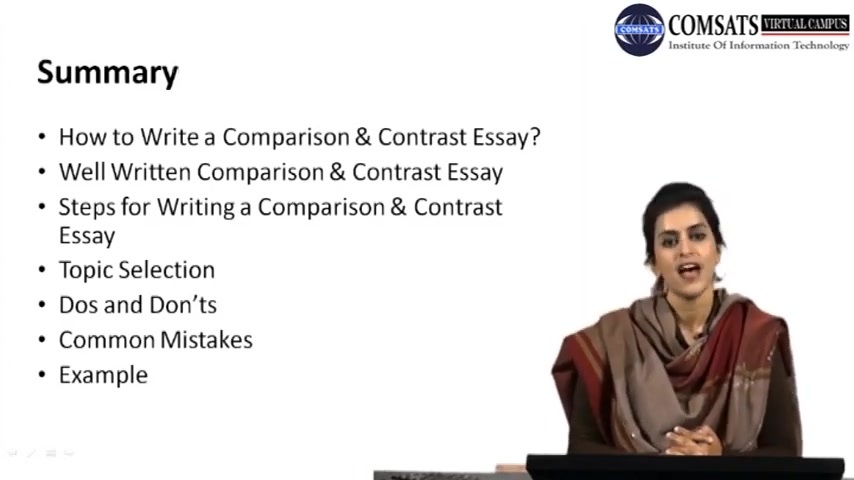 COMSATS
COMSATS VIRTUAL CAMPUS
Institute Of Information Technology
Summary
• How to Write a Comparison & Contrast Essay?
• Well Written Comparison & Contrast Essay
• Steps for Writing a Comparison & Contrast
Essay
• Topic Selection
• Dos and Don’ts
• Common Mistakes
• Example